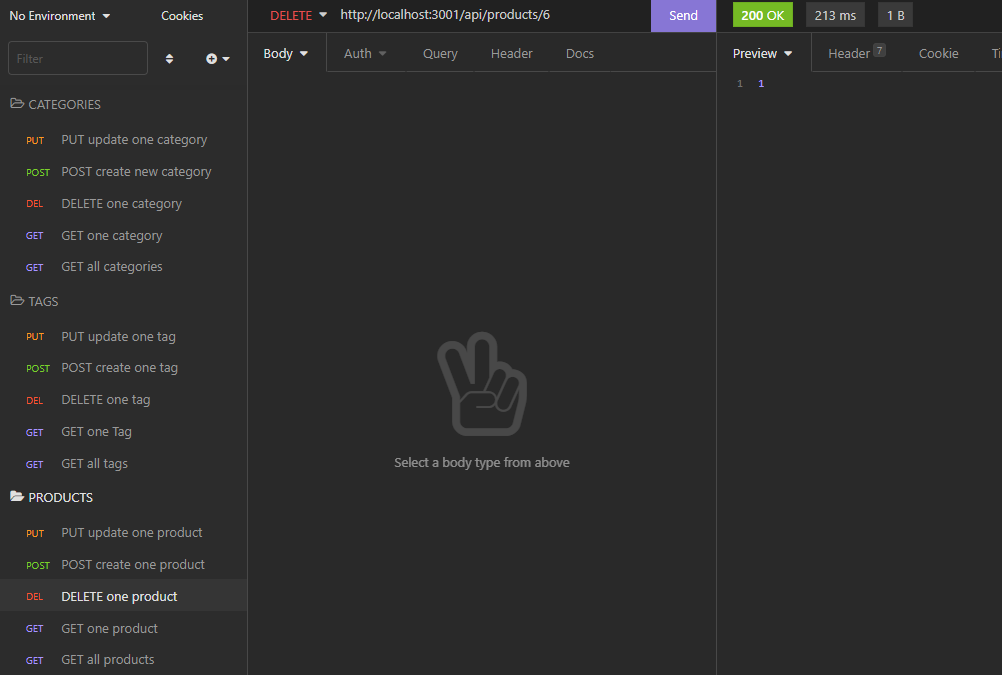 No Environment
Cookies
Filter
CATEGORIES
PUT PUT update one category
POST POST create new category
DEL DELETE one category
GET GET one category
GET GET all categories
TAGS
PUT PUT update one tag
POST POST create one tag
DEL DELETE one tag
GET GET one Tag
GET GET all tags
PRODUCTS
PUT PUT update one product
POST POST create one product
DEL DELETE one product
GET GET one product
GET GET all products
DELETE http://localhost:3001/api/products/6 Send
Body Auth Query Header Docs
Select a body type from above
200 OK 213 ms 1 B
Preview Header 7 Cookie Ti
1 1